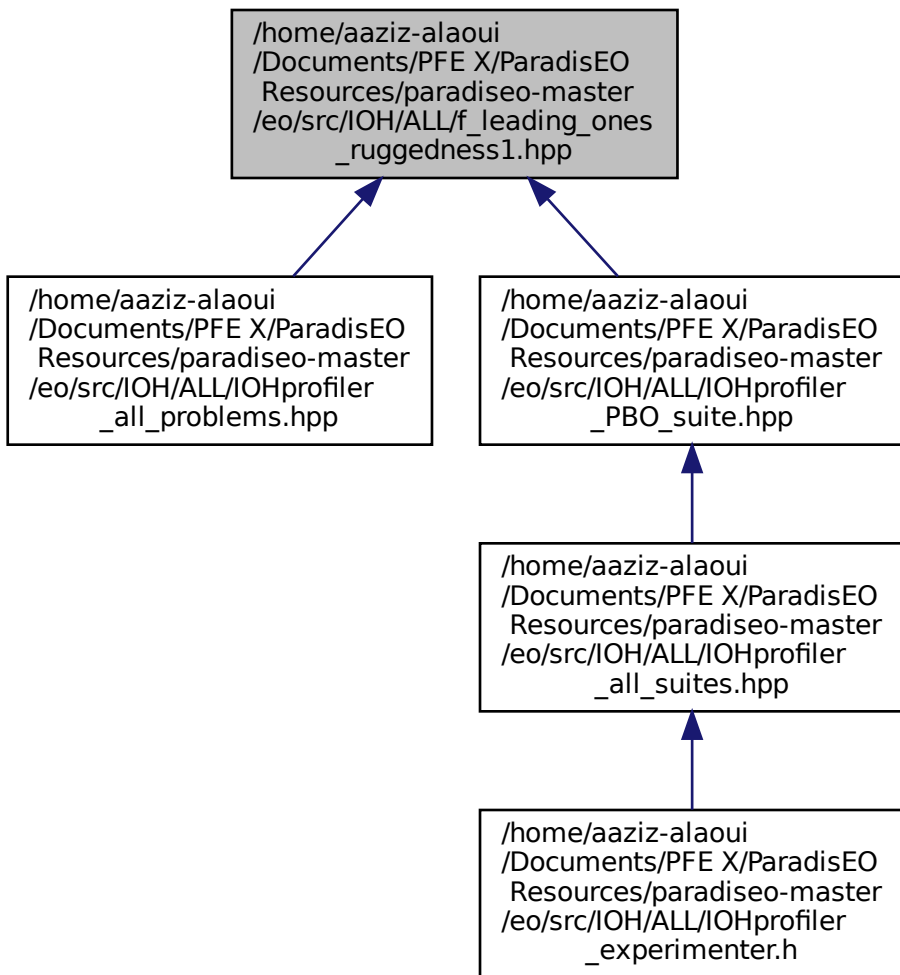 /home/aaziz-alaoui
/Documents/PFE X/ParadisEO
Resources/paradiseo-master
/eo/src/IOH/ALL/f_leading_ones
_ruggedness1.hpp
/home/aaziz-alaoui
/Documents/PFE X/ParadisEO
Resources/paradiseo-master
/eo/src/IOH/ALL/IOHprofiler
_all_problems.hpp
/home/aaziz-alaoui
/Documents/PFE X/ParadisEO
Resources/paradiseo-master
/eo/src/IOH/ALL/IOHprofiler
_PBO_suite.hpp
/home/aaziz-alaoui
/Documents/PFE X/ParadisEO
Resources/paradiseo-master
/eo/src/IOH/ALL/IOHprofiler
_all_suites.hpp
/home/aaziz-alaoui
/Documents/PFE X/ParadisEO
Resources/paradiseo-master
/eo/src/IOH/ALL/IOHprofiler
_experimenter.h